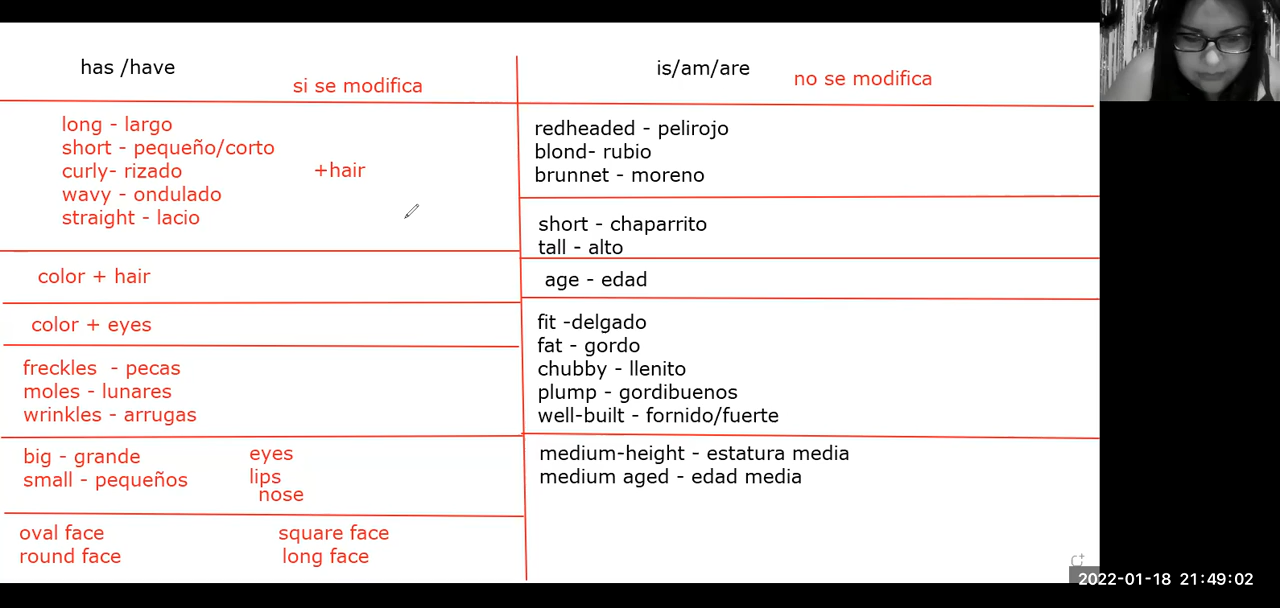 has /have
si se modifica
long - largo
short - pequeño/corto
curly- rizado
+hair
wavy - ondulado
straight - lacio
color + hair
color + eyes
freckles - pecas
moles - lunares
wrinkles - arrugas
big - grande
small - pequeños
eyes
lips
nose
oval face
round face
square face
long face
is/am/are
no se modifica
redheaded - pelirojo
blond- rubio
brunnet - moreno
short - chaparrito
tall - alto
age - edad
fit -delgado
fat - gordo
chubby - llenito
plump - gordibuenos
well-built - fornido/fuerte
medium-height - estatura media
medium aged - edad media
2022-01-18 21:49:02